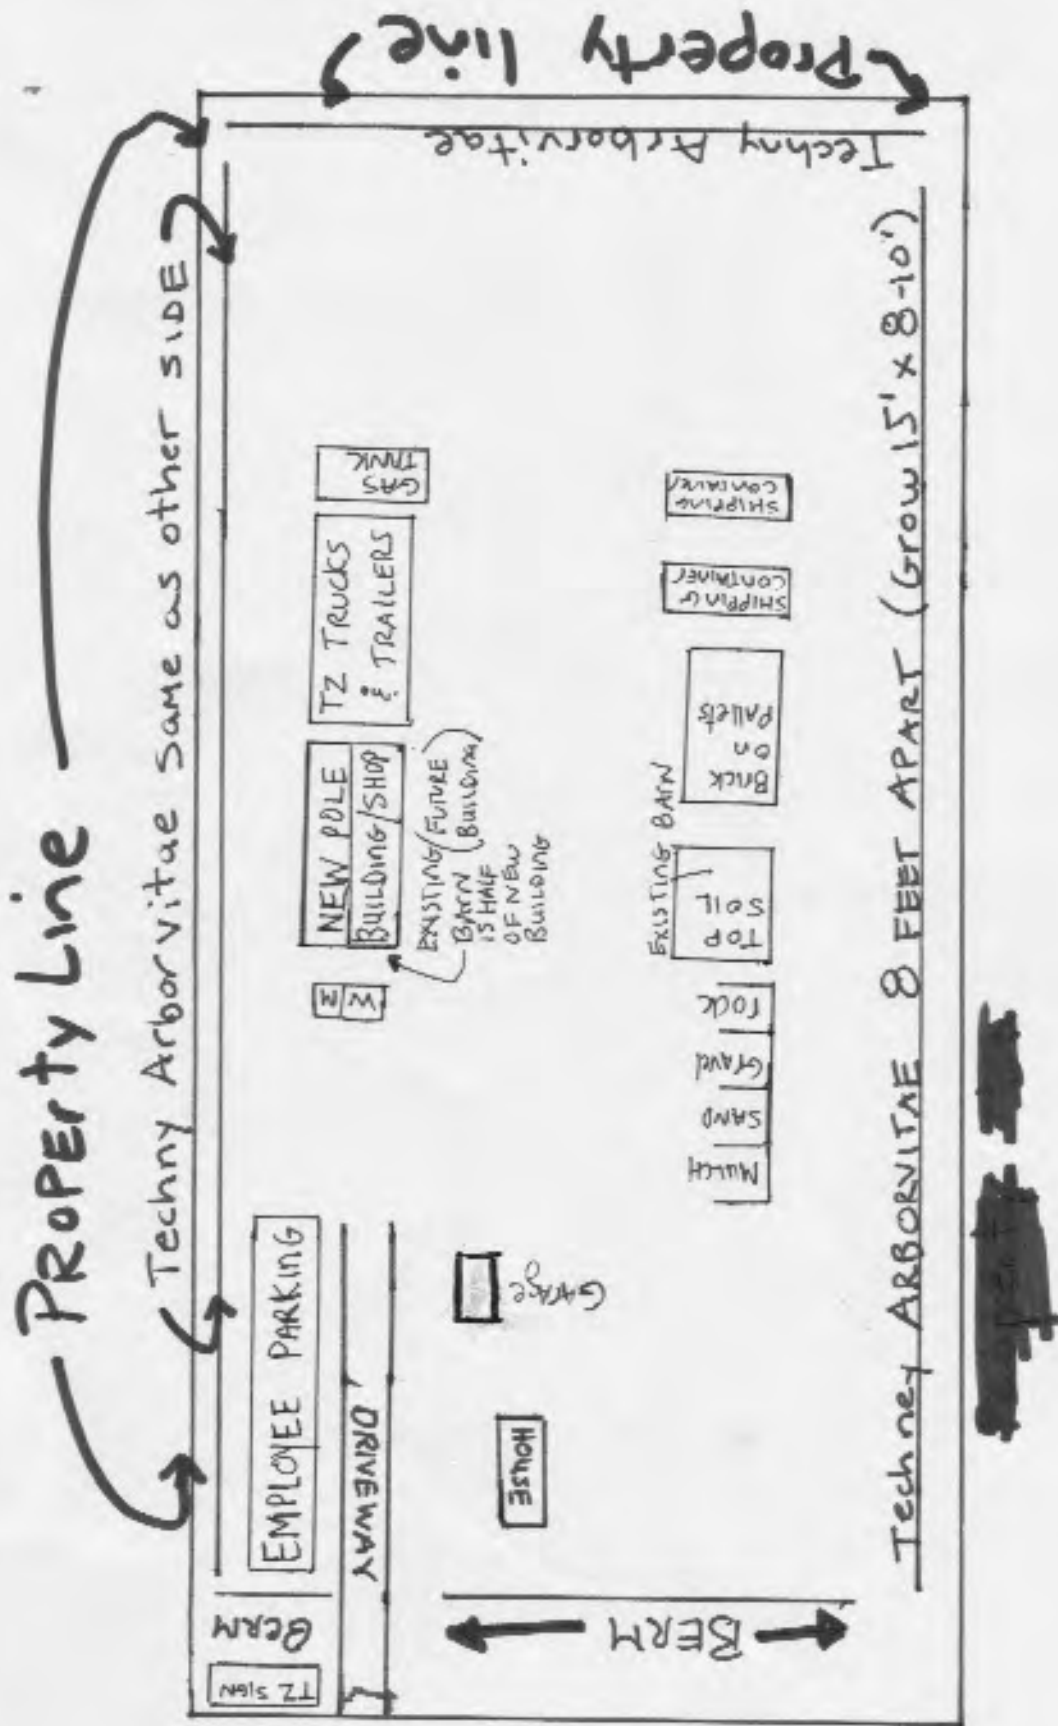 Property line
PROPErty Line
Techny Arborvitae Same as other SIDE
Techny Arborvitae
GAS
TANK
TZ TRUCKS
& TRAILERS
NEW POLE
BUILDING/SHOP
EXISTING
BARN
IS HALF
OF NEW
BUILDING
(FUTURE
BUILDING)
M
W
EMPLOYEE PARKING
DRIVEWAY
BERM
TZ SIGN
BERM
HOUSE
GARAGE
SHIPPING
CONTAINER
SHIPPING
CONTAINER
Brick
on
Pallets
EXISTING BARN
TOP
SOIL
rock
Gravel
SAND
MULCH
Techney ARBORVITAE 8 FEET APART (Grow 15' x 8-10')